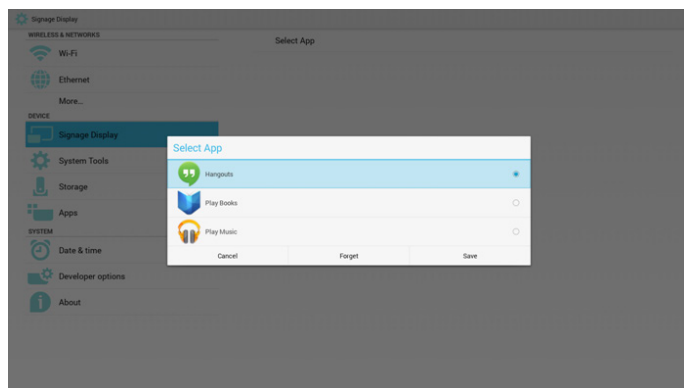 Signage Display
WIRELESS & NETWORKS
Select App
Wi-Fi
Ethernet
More...
DEVICE
Signage Display
System Tools
Storage
Apps
SYSTEM
Date & time
Developer options
About
Select App
Hangouts
Play Books
Play Music
Cancel Forget Save